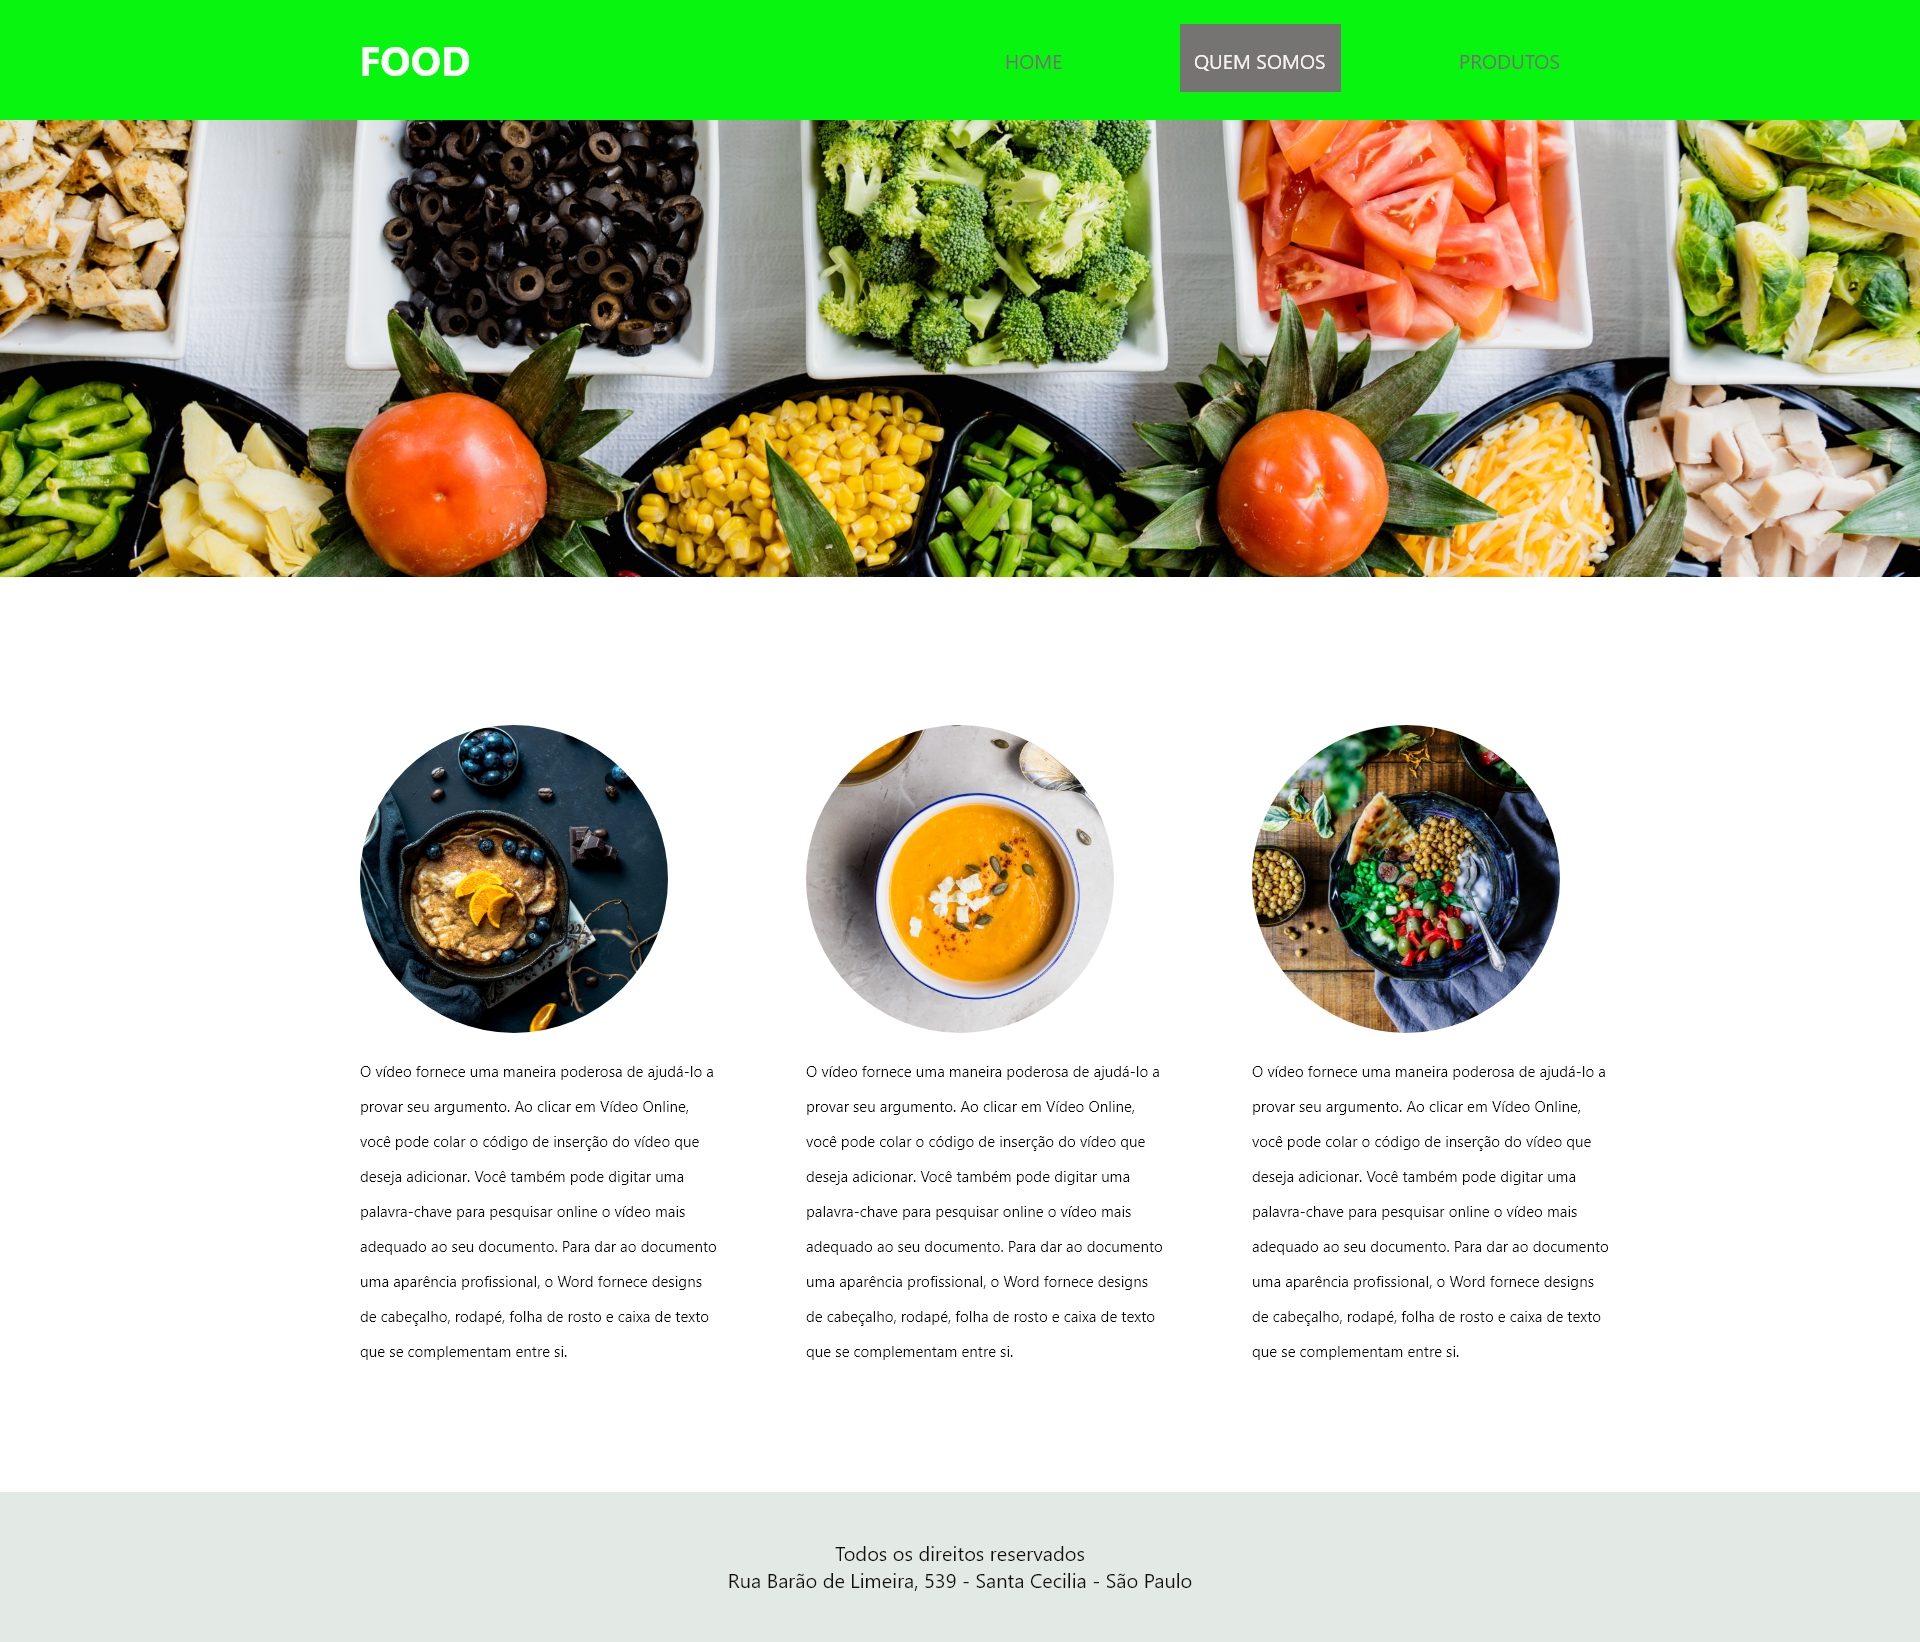 FOOD
HOME
QUEM SOMOS
PRODUTOS
O vídeo fornece uma maneira poderosa de ajudá-lo a
provar seu argumento. Ao clicar em Vídeo Online,
você pode colar o código de inserção do vídeo que
deseja adicionar. Você também pode digitar uma
palavra-chave para pesquisar online o vídeo mais
adequado ao seu documento. Para dar ao documento
uma aparência profissional, o Word fornece designs
de cabeçalho, rodapé, folha de rosto e caixa de texto
que se complementam entre si.
O vídeo fornece uma maneira poderosa de ajudá-lo a
provar seu argumento. Ao clicar em Vídeo Online,
você pode colar o código de inserção do vídeo que
deseja adicionar. Você também pode digitar uma
palavra-chave para pesquisar online o vídeo mais
adequado ao seu documento. Para dar ao documento
uma aparência profissional, o Word fornece designs
de cabeçalho, rodapé, folha de rosto e caixa de texto
que se complementam entre si.
O vídeo fornece uma maneira poderosa de ajudá-lo a
provar seu argumento. Ao clicar em Vídeo Online,
você pode colar o código de inserção do vídeo que
deseja adicionar. Você também pode digitar uma
palavra-chave para pesquisar online o vídeo mais
adequado ao seu documento. Para dar ao documento
uma aparência profissional, o Word fornece designs
de cabeçalho, rodapé, folha de rosto e caixa de texto
que se complementam entre si.
Todos os direitos reservados
Rua Barão de Limeira, 539 - Santa Cecilia - São Paulo